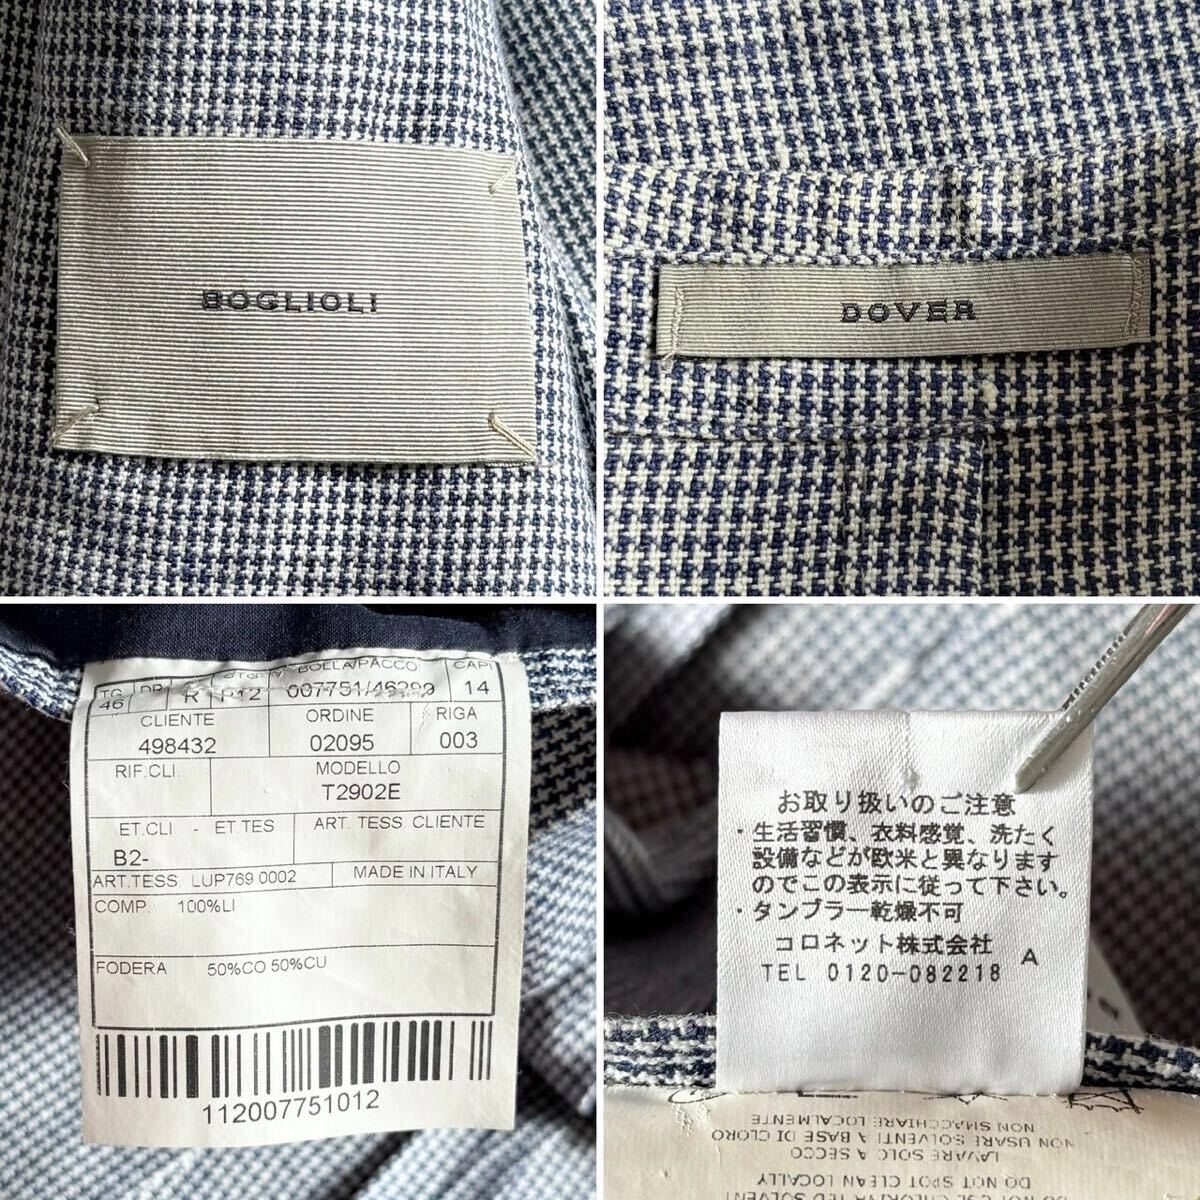 BOGLIOLI
DOVER
BOLLA/PACCO CAPI
TG DR
46 R P12 007751/46299 14
CLIENTE ORDINE RIGA
498432 02095 003
RIF.CLI. MODELLO
T2902E
ET.CLI - ET.TES ART. TESS. CLIENTE
B2-
ART.TESS. LUP769 0002 MADE IN ITALY
COMP. 100%LI
FODERA 50%CO 50%CU
112007751012
お取り扱いのご注意
・生活習慣、衣料感覚、洗たく
設備などが欧米と異なります
のでこの表示に従って下さい。
・タンブラー乾燥不可
コロネット株式会社 A
TEL 0120-082218
NON SMACCHIARE LOCALMENTE
NON USARE SOLVENTI A BASE DI CLORO
LAVARE SOLO A SECCO
DO NOT SPOT CLEAN LOCALLY